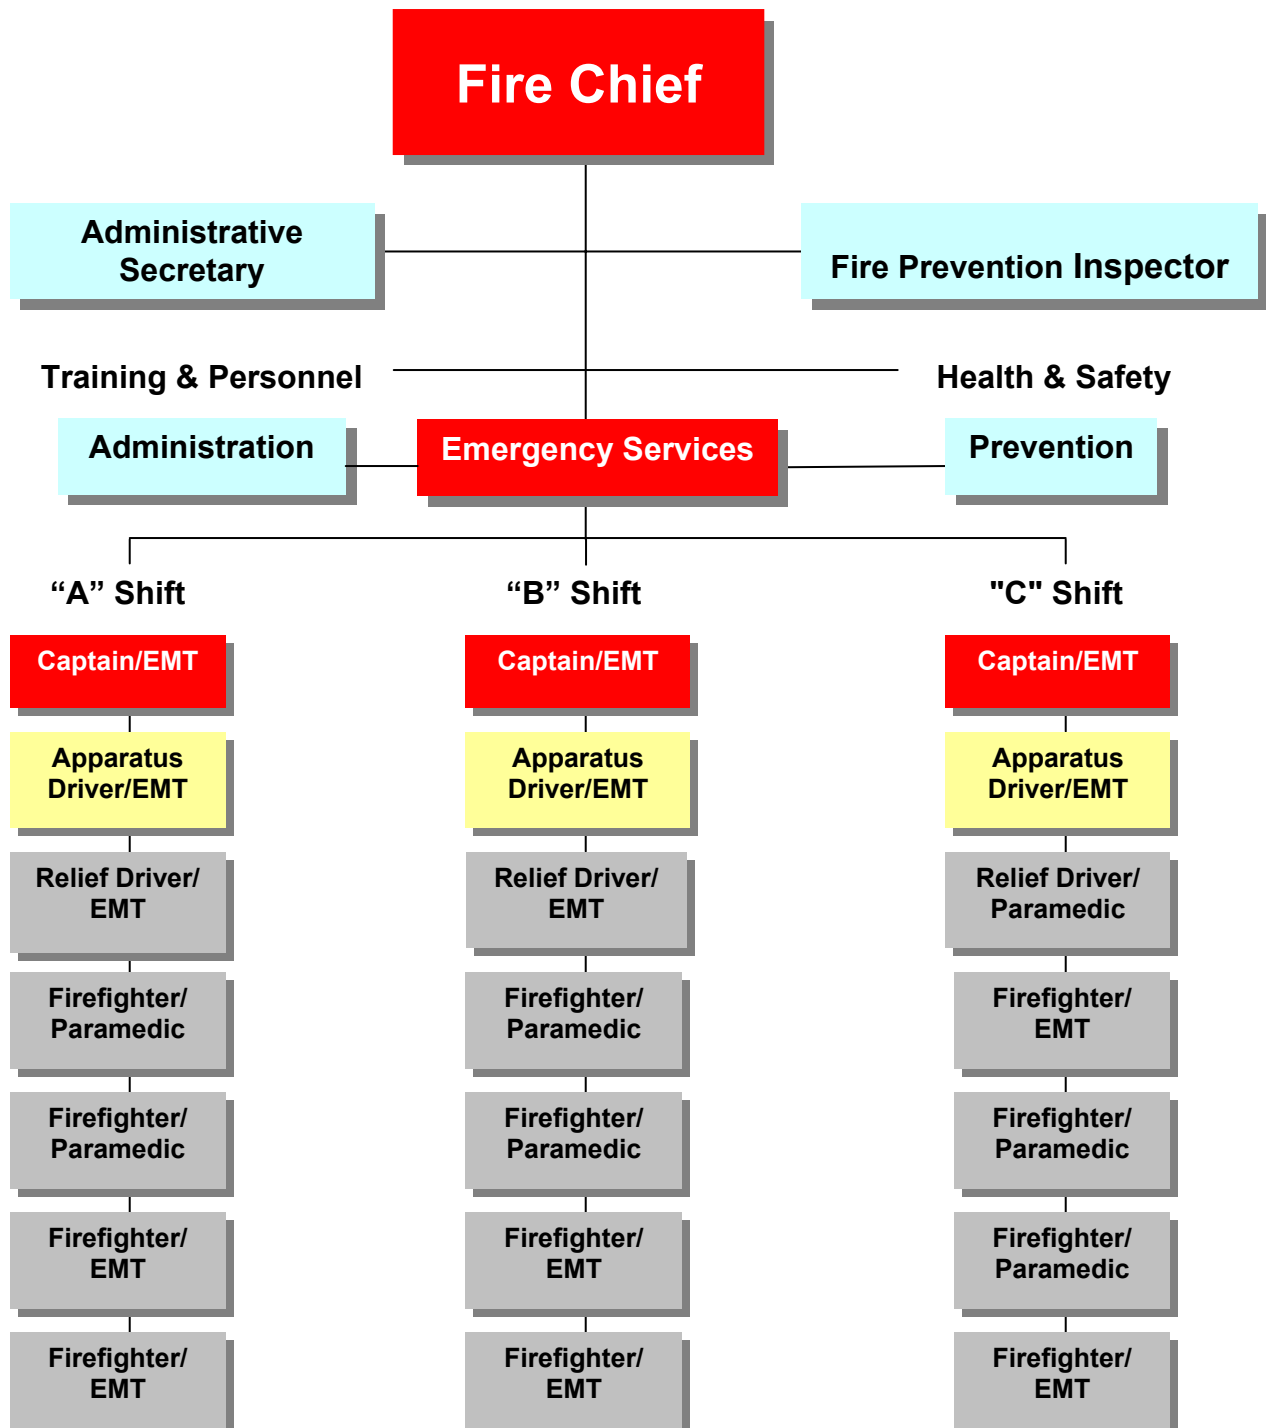 Fire Chief
Administrative
Secretary
Fire Prevention Inspector
Training & Personnel
Health & Safety
Administration
Emergency Services
Prevention
“A” Shift
“B” Shift
"C" Shift
Captain/EMT
Captain/EMT
Captain/EMT
Apparatus
Driver/EMT
Apparatus
Driver/EMT
Apparatus
Driver/EMT
Relief Driver/
EMT
Relief Driver/
EMT
Relief Driver/
Paramedic
Firefighter/
Paramedic
Firefighter/
Paramedic
Firefighter/
EMT
Firefighter/
Paramedic
Firefighter/
Paramedic
Firefighter/
Paramedic
Firefighter/
EMT
Firefighter/
EMT
Firefighter/
Paramedic
Firefighter/
EMT
Firefighter/
EMT
Firefighter/
EMT